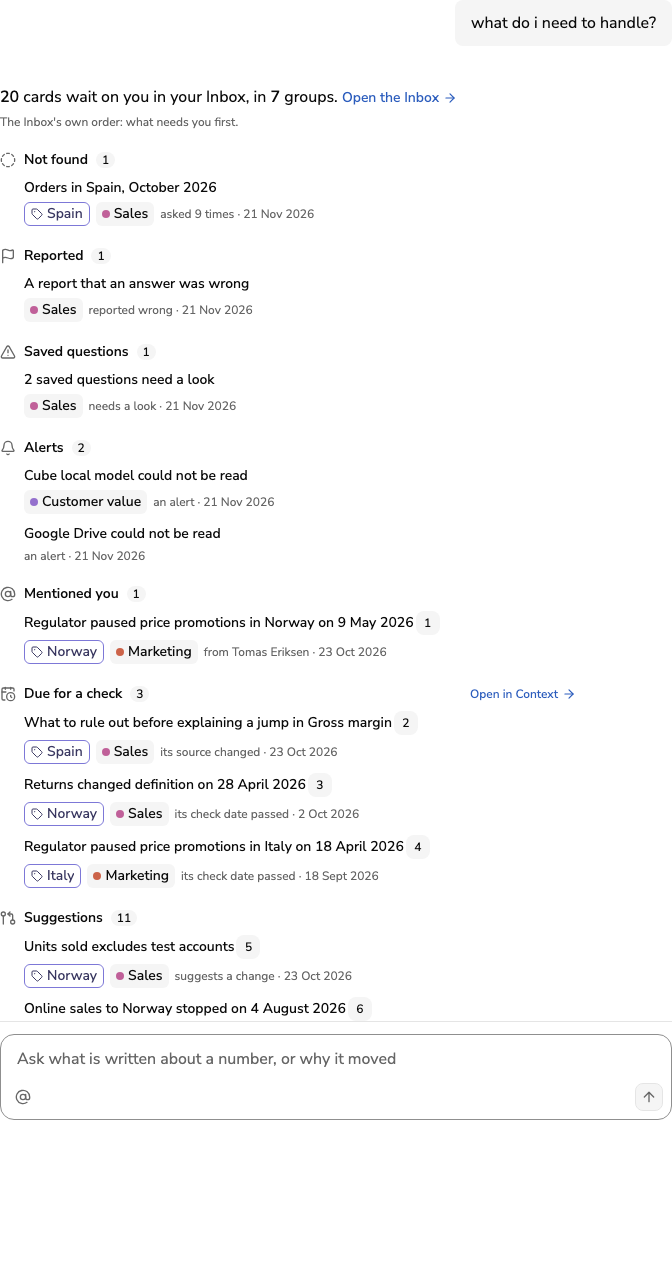 what do i need to handle?
20 cards wait on you in your Inbox, in 7 groups. Open the Inbox →
The Inbox's own order: what needs you first.
Not found 1
Orders in Spain, October 2026
Spain Sales asked 9 times · 21 Nov 2026
Reported 1
A report that an answer was wrong
Sales reported wrong · 21 Nov 2026
Saved questions 1
2 saved questions need a look
Sales needs a look · 21 Nov 2026
Alerts 2
Cube local model could not be read
Customer value an alert · 21 Nov 2026
Google Drive could not be read
an alert · 21 Nov 2026
Mentioned you 1
Regulator paused price promotions in Norway on 9 May 2026 1
Norway Marketing from Tomas Eriksen · 23 Oct 2026
Due for a check 3 Open in Context →
What to rule out before explaining a jump in Gross margin 2
Spain Sales its source changed · 23 Oct 2026
Returns changed definition on 28 April 2026 3
Norway Sales its check date passed · 2 Oct 2026
Regulator paused price promotions in Italy on 18 April 2026 4
Italy Marketing its check date passed · 18 Sept 2026
Suggestions 11
Units sold excludes test accounts 5
Norway Sales suggests a change · 23 Oct 2026
Online sales to Norway stopped on 4 August 2026 6
Ask what is written about a number, or why it moved